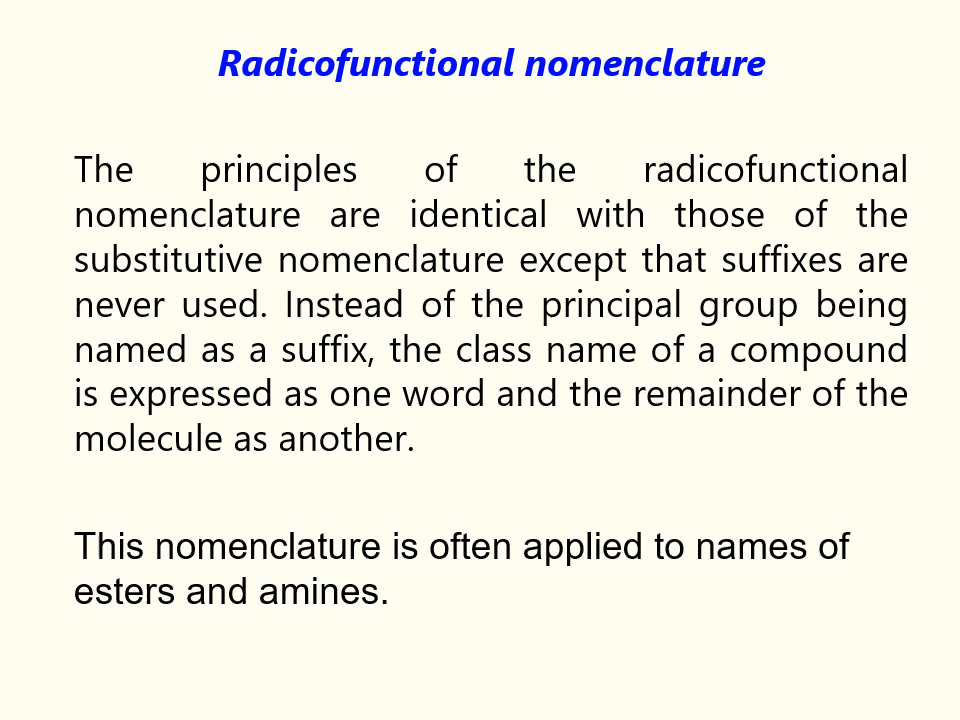 Radicofunctional nomenclature
The principles of the radicofunctional
nomenclature are identical with those of the
substitutive nomenclature except that suffixes are
never used. Instead of the principal group being
named as a suffix, the class name of a compound
is expressed as one word and the remainder of the
molecule as another.
This nomenclature is often applied to names of
esters and amines.